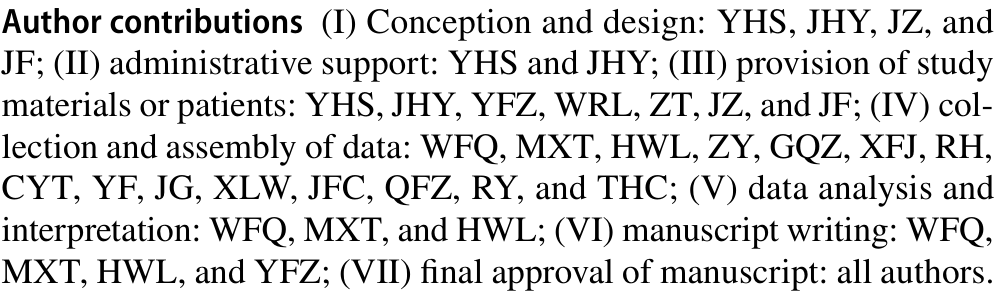 Author contributions (I) Conception and design: YHS, JHY, JZ, and
JF; (II) administrative support: YHS and JHY; (III) provision of study
materials or patients: YHS, JHY, YFZ, WRL, ZT, JZ, and JF; (IV) col-
lection and assembly of data: WFQ, MXT, HWL, ZY, GQZ, XFJ, RH,
CYT, YF, JG, XLW, JFC, QFZ, RY, and THC; (V) data analysis and
interpretation: WFQ, MXT, and HWL; (VI) manuscript writing: WFQ,
MXT, HWL, and YFZ; (VII) final approval of manuscript: all authors.